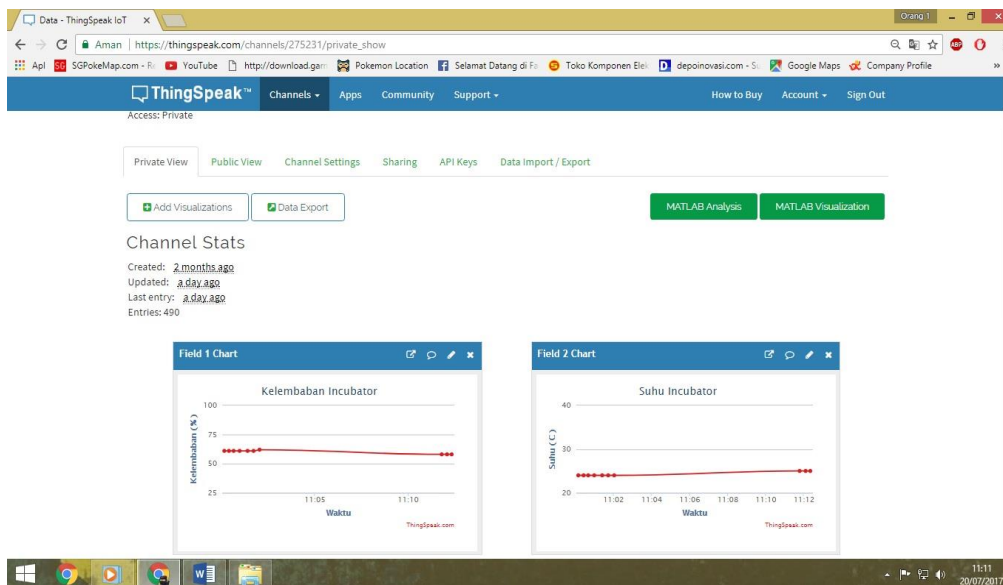 Data - ThingSpeak IoT
Orang 1
Aman https://thingspeak.com/channels/275231/private_show
Apl SGPokeMap.com - Re YouTube http://download.gam Pokemon Location Selamat Datang di Fa Toko Komponen Elek depoinovasi.com - Su Google Maps Company Profile »
ThingSpeak™ Channels Apps Community Support How to Buy Account Sign Out
Access: Private
Private View Public View Channel Settings Sharing API Keys Data Import / Export
Add Visualizations Data Export MATLAB Analysis MATLAB Visualization
Channel Stats
Created: 2 months ago
Updated: a day ago
Last entry: a day ago
Entries: 490
Field 1 Chart
Kelembaban Incubator
Kelembaban (%)
100
75
50
25
11:05 11:10
Waktu
ThingSpeak.com
Field 2 Chart
Suhu Incubator
Suhu ( C )
40
30
20
11:02 11:04 11:06 11:08 11:10 11:12
Waktu
ThingSpeak.com
11:11
20/07/2017